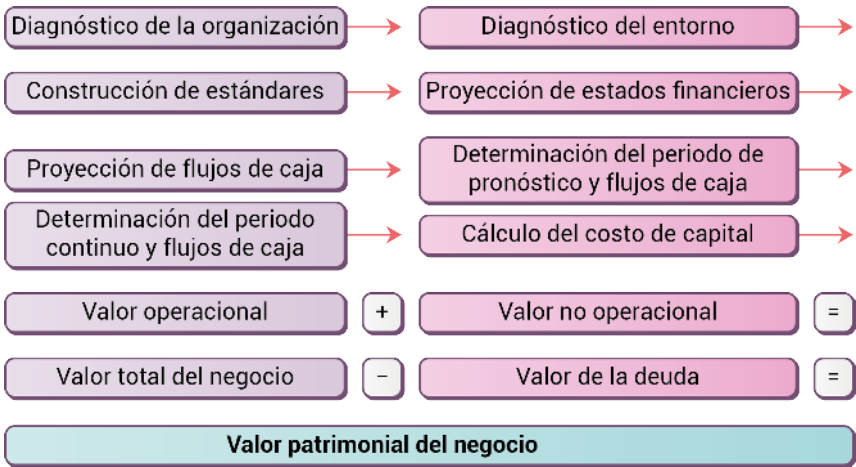 Diagnóstico de la organización
Diagnóstico del entorno
Construcción de estándares
Proyección de estados financieros
Proyección de flujos de caja
Determinación del periodo de
pronóstico y flujos de caja
Determinación del periodo
continuo y flujos de caja
Cálculo del costo de capital
Valor operacional
+
Valor no operacional
=
Valor total del negocio
−
Valor de la deuda
=
Valor patrimonial del negocio